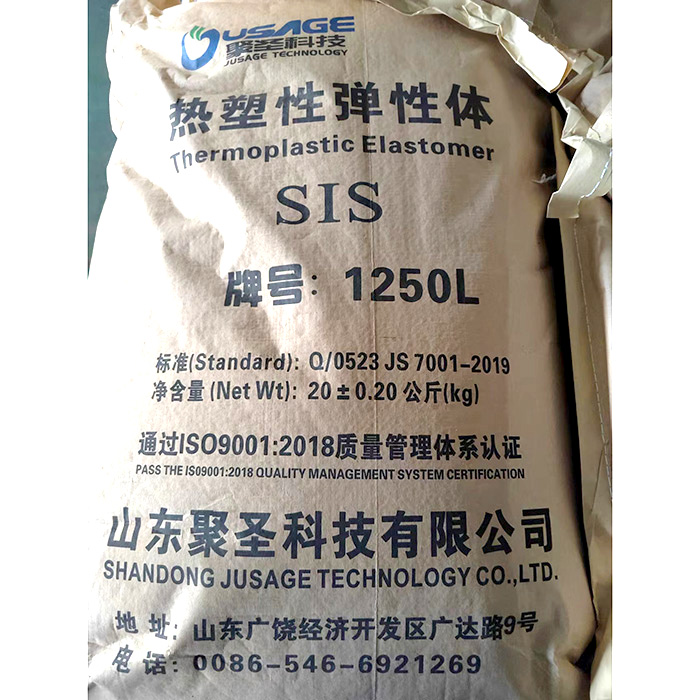 JUSAGE
聚圣科技
JUSAGE TECHNOLOGY
热塑性弹性体
Thermoplastic Elastomer
SIS
牌号：1250L
标准(Standard)：Q/0523 JS 7001-2019
净含量(Net Wt)：20±0.20公斤(kg)
通过ISO9001:2018质量管理体系认证
PASS THE ISO9001:2018 QUALITY MANAGEMENT SYSTEM CERTIFICATION
山东聚圣科技有限公司
SHANDONG JUSAGE TECHNOLOGY CO.,LTD.
地址：山东广饶经济开发区广达路9号
电话：0086-546-6921269